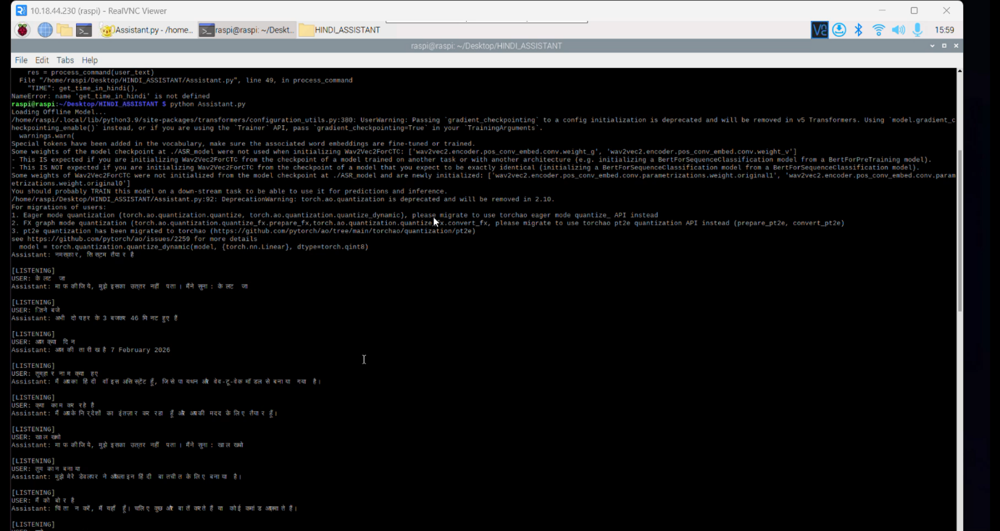 10.18.44.230 (raspi) - RealVNC Viewer
Assistant.py - /home...
raspi@raspi: ~/Deskt...
HINDI_ASSISTANT
15:59
raspi@raspi: ~/Desktop/HINDI_ASSISTANT
File Edit Tabs Help
res = process_command(user_text)
File "/home/raspi/Desktop/HINDI_ASSISTANT/Assistant.py", line 49, in process_command
"TIME": get_time_in_hindi(),
NameError: name 'get_time_in_hindi' is not defined
raspi@raspi:~/Desktop/HINDI_ASSISTANT $ python Assistant.py
Loading Offline Model...
/home/raspi/.local/lib/python3.9/site-packages/transformers/configuration_utils.py:380: UserWarning: Passing `gradient_checkpointing` to a config initialization is deprecated and will be removed in v5 Transformers. Using `model.gradient_c
heckpointing_enable()` instead, or if you are using the `Trainer` API, pass `gradient_checkpointing=True` in your `TrainingArguments`.
warnings.warn(
Special tokens have been added in the vocabulary, make sure the associated word embeddings are fine-tuned or trained.
Some weights of the model checkpoint at ./ASR_model were not used when initializing Wav2Vec2ForCTC: ['wav2vec2.encoder.pos_conv_embed.conv.weight_g', 'wav2vec2.encoder.pos_conv_embed.conv.weight_v']
- This IS expected if you are initializing Wav2Vec2ForCTC from the checkpoint of a model trained on another task or with another architecture (e.g. initializing a BertForSequenceClassification model from a BertForPreTraining model).
- This IS NOT expected if you are initializing Wav2Vec2ForCTC from the checkpoint of a model that you expect to be exactly identical (initializing a BertForSequenceClassification model from a BertForSequenceClassification model).
Some weights of Wav2Vec2ForCTC were not initialized from the model checkpoint at ./ASR_model and are newly initialized: ['wav2vec2.encoder.pos_conv_embed.conv.parametrizations.weight.original1', 'wav2vec2.encoder.pos_conv_embed.conv.param
etrizations.weight.original0']
You should probably TRAIN this model on a down-stream task to be able to use it for predictions and inference.
/home/raspi/Desktop/HINDI_ASSISTANT/Assistant.py:92: DeprecationWarning: torch.ao.quantization is deprecated and will be removed in 2.10.
For migrations of users:
1. Eager mode quantization (torch.ao.quantization.quantize, torch.ao.quantization.quantize_dynamic), please migrate to use torchao eager mode quantize_ API instead
2. FX graph mode quantization (torch.ao.quantization.quantize_fx.prepare_fx,torch.ao.quantization.quantize_fx.convert_fx, please migrate to use torchao pt2e quantization API instead (prepare_pt2e, convert_pt2e)
3. pt2e quantization has been migrated to torchao (https://github.com/pytorch/ao/tree/main/torchao/quantization/pt2e)
see https://github.com/pytorch/ao/issues/2259 for more details
model = torch.quantization.quantize_dynamic(model, {torch.nn.Linear}, dtype=torch.qint8)
Assistant: नमस्कार, सिस्टम तैयार है
[LISTENING]
USER: के लट जा
Assistant: माफ कीजिये, मुझे इसका उत्तर नहीं पता। मैंने सुना: के लट जा
[LISTENING]
USER: बजे
Assistant: अभी दोपहर के 3 बजकर 46 मिनट हुए हैं
[LISTENING]
USER: आज क्या दिन
Assistant: आज की तारीख है 7 February 2026
[LISTENING]
USER: तुम्हार नाम क्या हए
Assistant: मैं आपका हिंदी वॉइस असिस्टेंट हूँ, जिसे पायथन और वेव-टू-वेक मॉडल से बनाया गया है।
[LISTENING]
USER: क्या काम कर रहे है
Assistant: मैं आपके निर्देशों का इंतज़ार कर रहा हूँ और आपकी मदद के लिए तैयार हूँ।
[LISTENING]
USER: खाल
Assistant: माफ कीजिये, मुझे इसका उत्तर नहीं पता। मैंने सुना: खाल
[LISTENING]
USER: तुम कान बनाया
Assistant: मुझे मेरे डेवलपर ने ऑफलाइन हिंदी बातचीत के लिए बनाया है।
[LISTENING]
USER: मैं को बोर है
Assistant: चिंता न करें, मैं यहाँ हूँ। चलिए कुछ और बातें करते हैं या कोई कमांड आज़माते हैं।
[LISTENING]